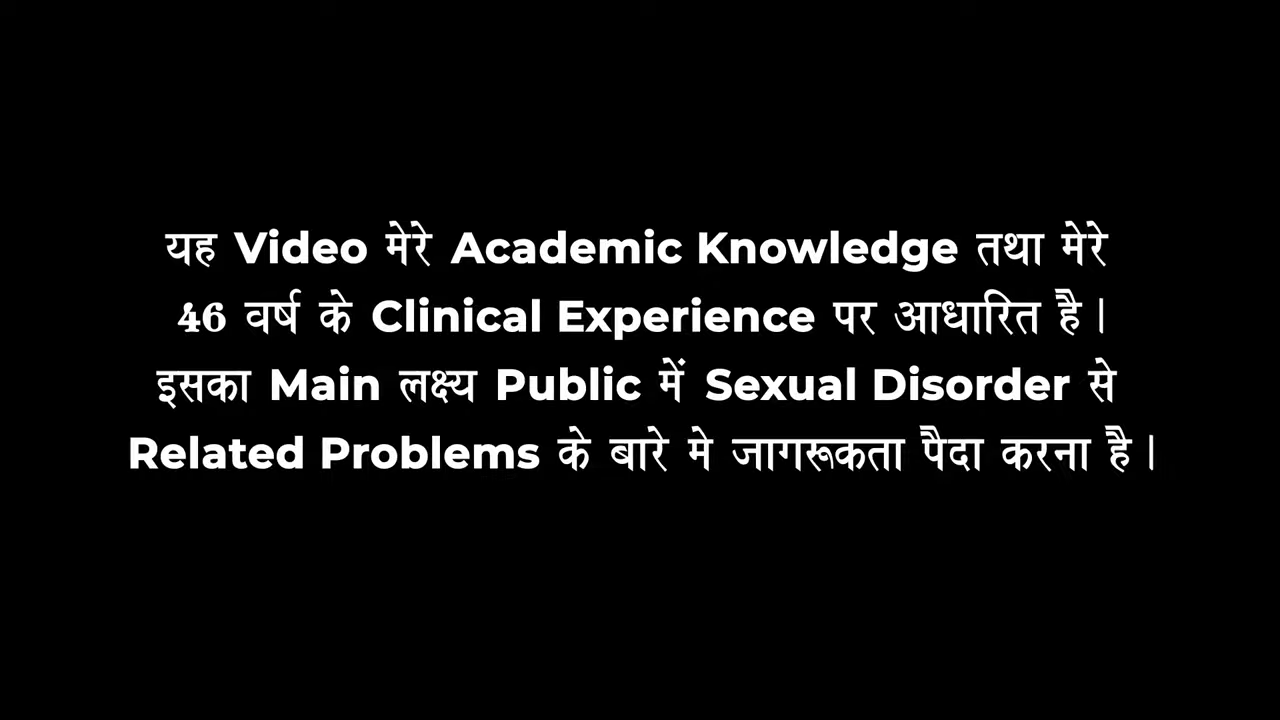 यह Video मेरे Academic Knowledge तथा मेरे
46 वर्ष के Clinical Experience पर आधारित है।
इसका Main लक्ष्य Public में Sexual Disorder से
Related Problems के बारे मे जागरूकता पैदा करना है।